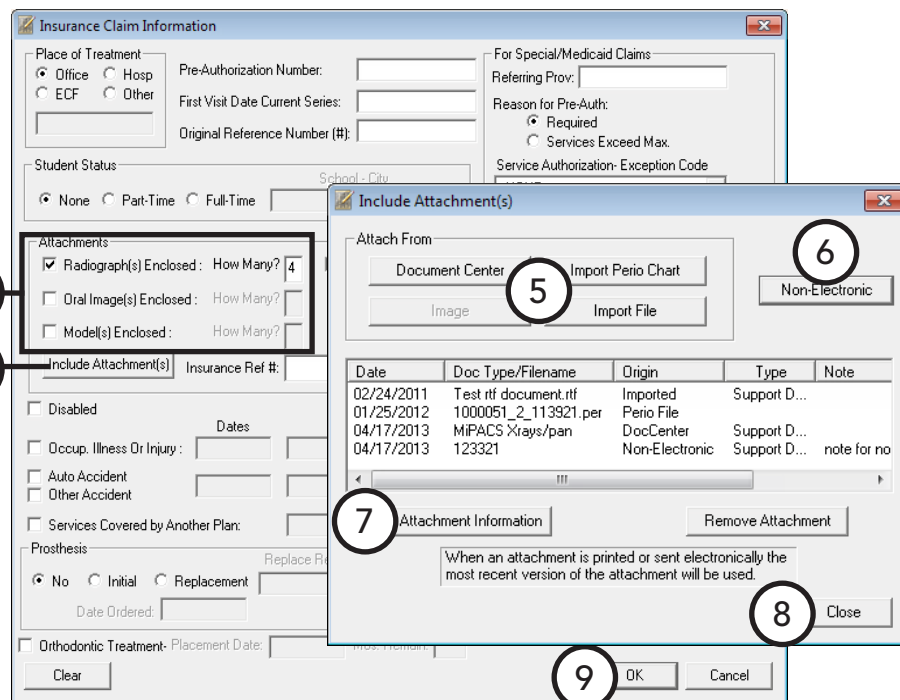 Insurance Claim Information
Place of Treatment
Office Hosp
ECF Other
Pre-Authorization Number:
First Visit Date Current Series:
Original Reference Number (#):
For Special/Medicaid Claims
Referring Prov:
Reason for Pre-Auth:
Required
Services Exceed Max.
Service Authorization- Exception Code
Student Status
School - City
None Part-Time Full-Time
Attachments
Radiograph(s) Enclosed : How Many? 4
Oral Image(s) Enclosed : How Many?
Model(s) Enclosed : How Many?
Include Attachment(s) Insurance Ref #:
Disabled
Dates
Occup. Illness Or Injury :
Auto Accident
Other Accident
Services Covered by Another Plan:
Prosthesis
Replace
No Initial Replacement
Date Ordered:
Orthodontic Treatment- Placement Date:
Clear
9
OK
Cancel
Include Attachment(s)
Attach From
Document Center
Import Perio Chart
5
Image
Import File
6
Non-Electronic
Date Doc Type/Filename Origin Type Note
02/24/2011 Test rtf document.rtf Imported Support D...
01/25/2012 1000051_2_113921.per Perio File
04/17/2013 MiPACS Xrays/pan DocCenter Support D...
04/17/2013 123321 Non-Electronic Support D... note for no
7
Attachment Information
Remove Attachment
When an attachment is printed or sent electronically the
most recent version of the attachment will be used.
8
Close